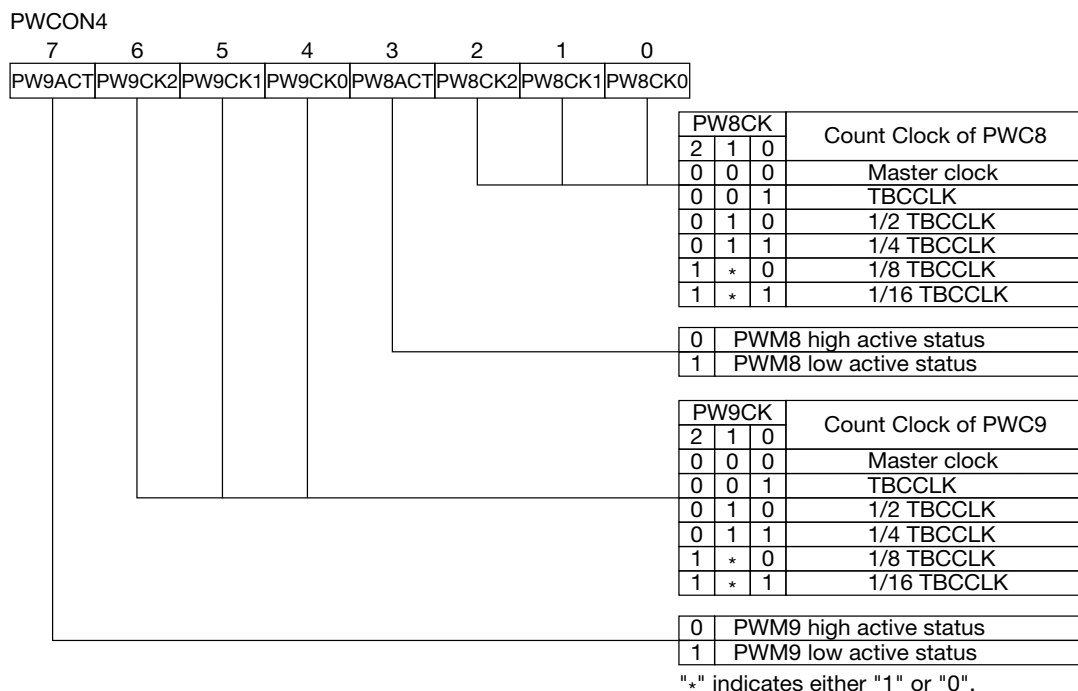 PWCON4
7 6 5 4 3 2 1 0
PW9ACT PW9CK2 PW9CK1 PW9CK0 PW8ACT PW8CK2 PW8CK1 PW8CK0
PW8CK Count Clock of PWC8
2 1 0
0 0 0 Master clock
0 0 1 TBCCLK
0 1 0 1/2 TBCCLK
0 1 1 1/4 TBCCLK
1 * 0 1/8 TBCCLK
1 * 1 1/16 TBCCLK
0 PWM8 high active status
1 PWM8 low active status
PW9CK Count Clock of PWC9
2 1 0
0 0 0 Master clock
0 0 1 TBCCLK
0 1 0 1/2 TBCCLK
0 1 1 1/4 TBCCLK
1 * 0 1/8 TBCCLK
1 * 1 1/16 TBCCLK
0 PWM9 high active status
1 PWM9 low active status
"*" indicates either "1" or "0".